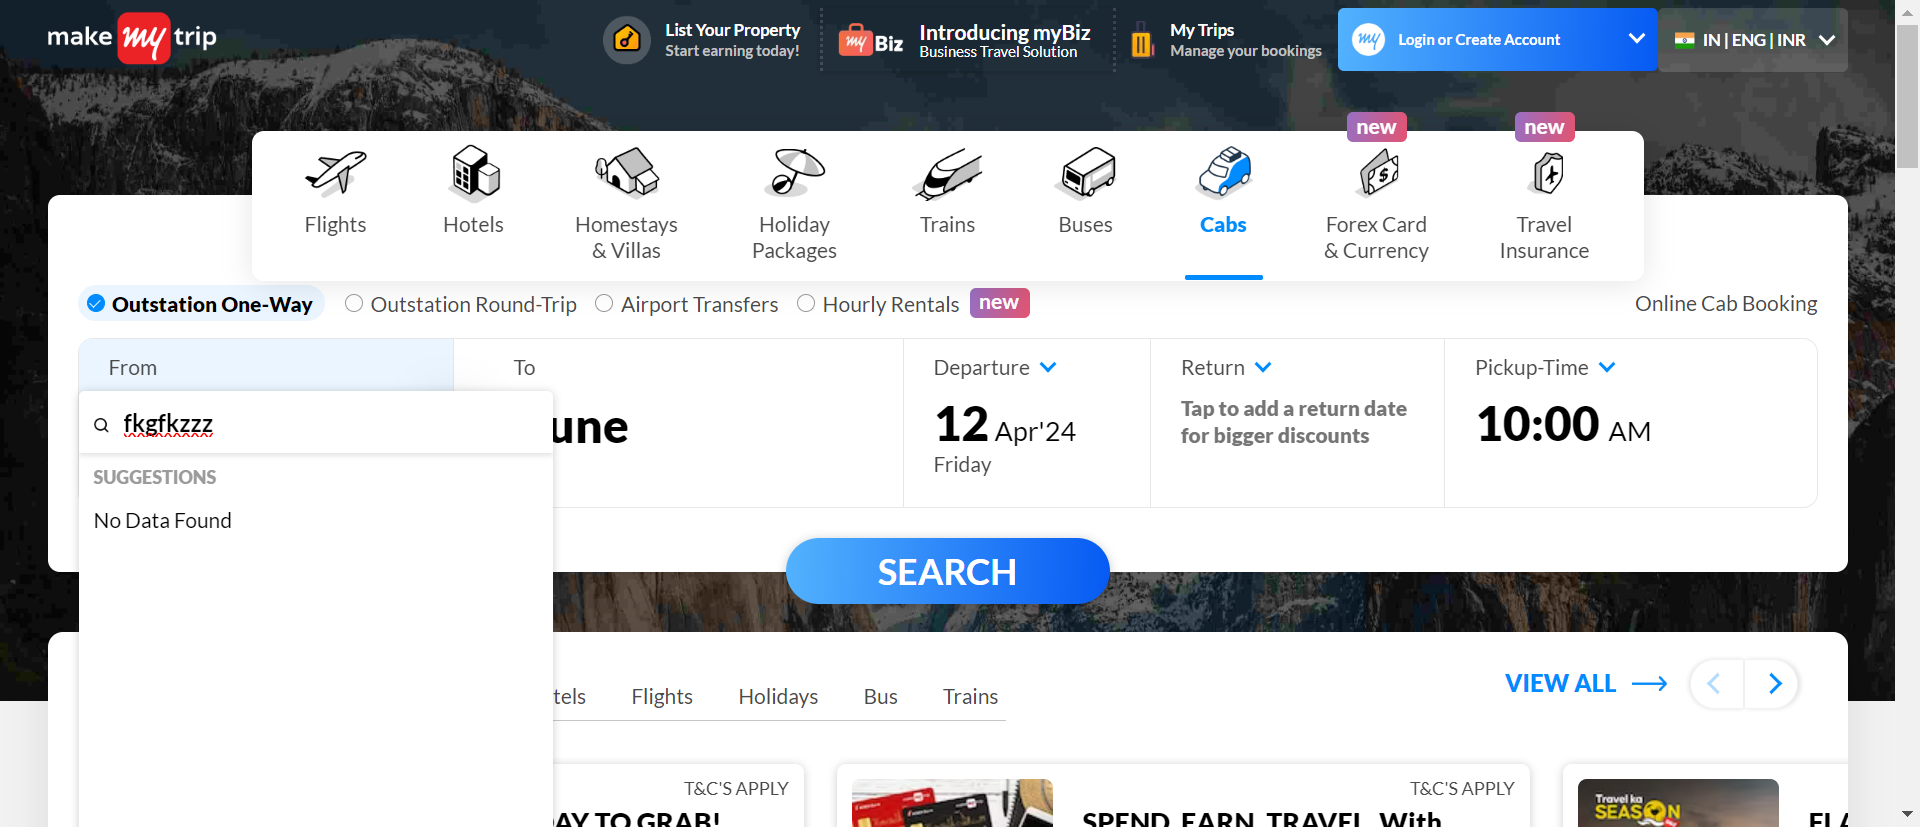 make my trip
List Your Property
Start earning today!
my Biz
Introducing myBiz
Business Travel Solution
My Trips
Manage your bookings
my Login or Create Account
IN | ENG | INR
new
new
Flights
Hotels
Homestays
& Villas
Holiday
Packages
Trains
Buses
Cabs
Forex Card
& Currency
Travel
Insurance
Outstation One-Way
Outstation Round-Trip
Airport Transfers
Hourly Rentals
new
Online Cab Booking
From
To
Departure
Return
Pickup-Time
fkgfkzzz
une
12 Apr'24
Friday
Tap to add a return date
for bigger discounts
10:00 AM
SUGGESTIONS
No Data Found
SEARCH
tels
Flights
Holidays
Bus
Trains
VIEW ALL
T&C'S APPLY
AY TO GRAB!
T&C'S APPLY
SPEND, EARN, TRAVEL, With
Travel ka
SEASON
FLA